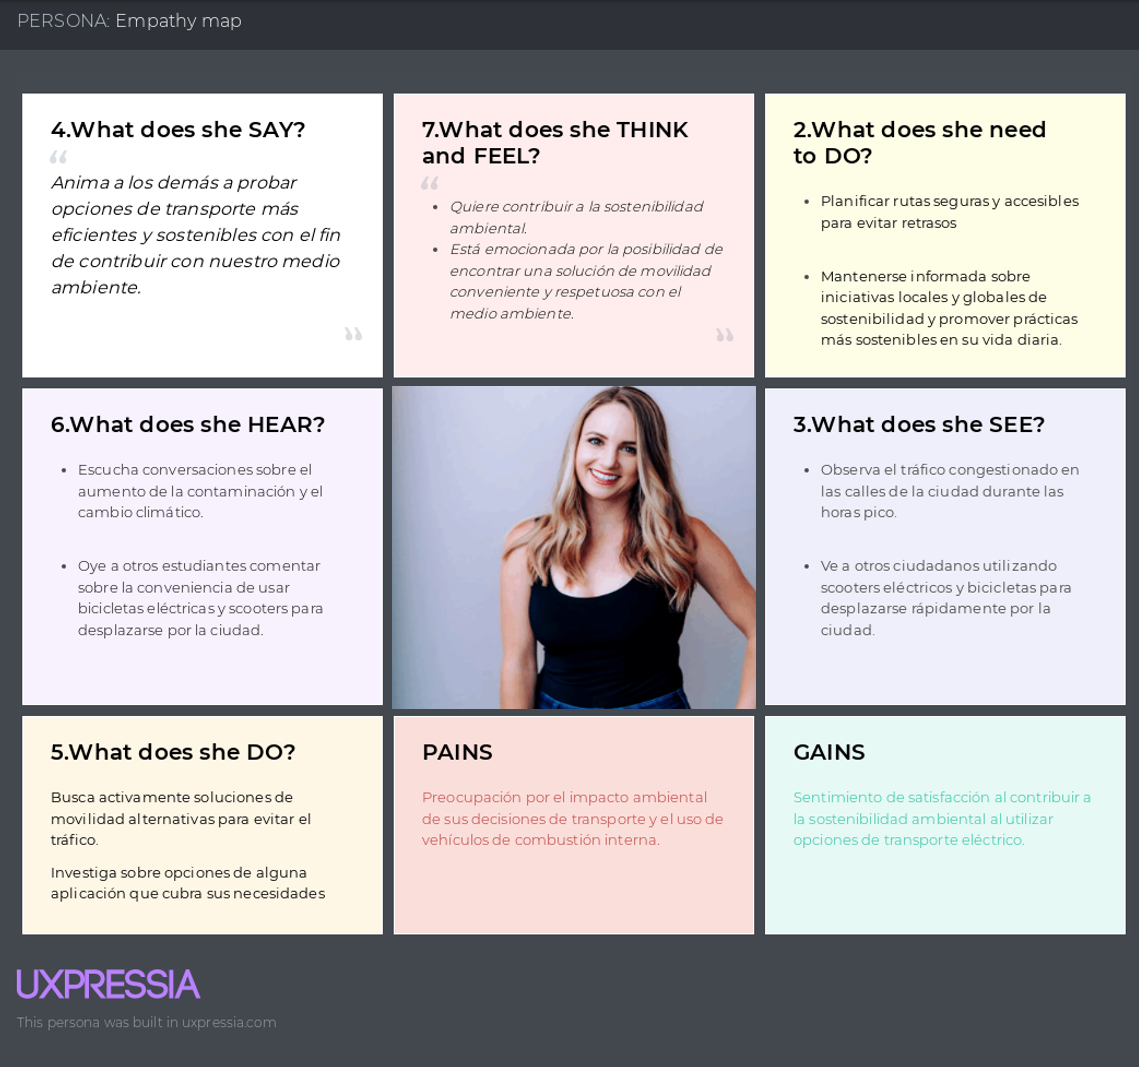 PERSONA: Empathy map
4.What does she SAY?
“
Anima a los demás a probar
opciones de transporte más
eficientes y sostenibles con el fin
de contribuir con nuestro medio
ambiente.
”
7.What does she THINK
and FEEL?
“
• Quiere contribuir a la sostenibilidad
ambiental.
• Está emocionada por la posibilidad de
encontrar una solución de movilidad
conveniente y respetuosa con el
medio ambiente.
”
2.What does she need
to DO?
• Planificar rutas seguras y accesibles
para evitar retrasos
• Mantenerse informada sobre
iniciativas locales y globales de
sostenibilidad y promover prácticas
más sostenibles en su vida diaria.
6.What does she HEAR?
• Escucha conversaciones sobre el
aumento de la contaminación y el
cambio climático.
• Oye a otros estudiantes comentar
sobre la conveniencia de usar
bicicletas eléctricas y scooters para
desplazarse por la ciudad.
3.What does she SEE?
• Observa el tráfico congestionado en
las calles de la ciudad durante las
horas pico.
• Ve a otros ciudadanos utilizando
scooters eléctricos y bicicletas para
desplazarse rápidamente por la
ciudad.
5.What does she DO?
Busca activamente soluciones de
movilidad alternativas para evitar el
tráfico.
Investiga sobre opciones de alguna
aplicación que cubra sus necesidades
PAINS
Preocupación por el impacto ambiental
de sus decisiones de transporte y el uso de
vehículos de combustión interna.
GAINS
Sentimiento de satisfacción al contribuir a
la sostenibilidad ambiental al utilizar
opciones de transporte eléctrico.
UXPRESSIA
This persona was built in uxpressia.com